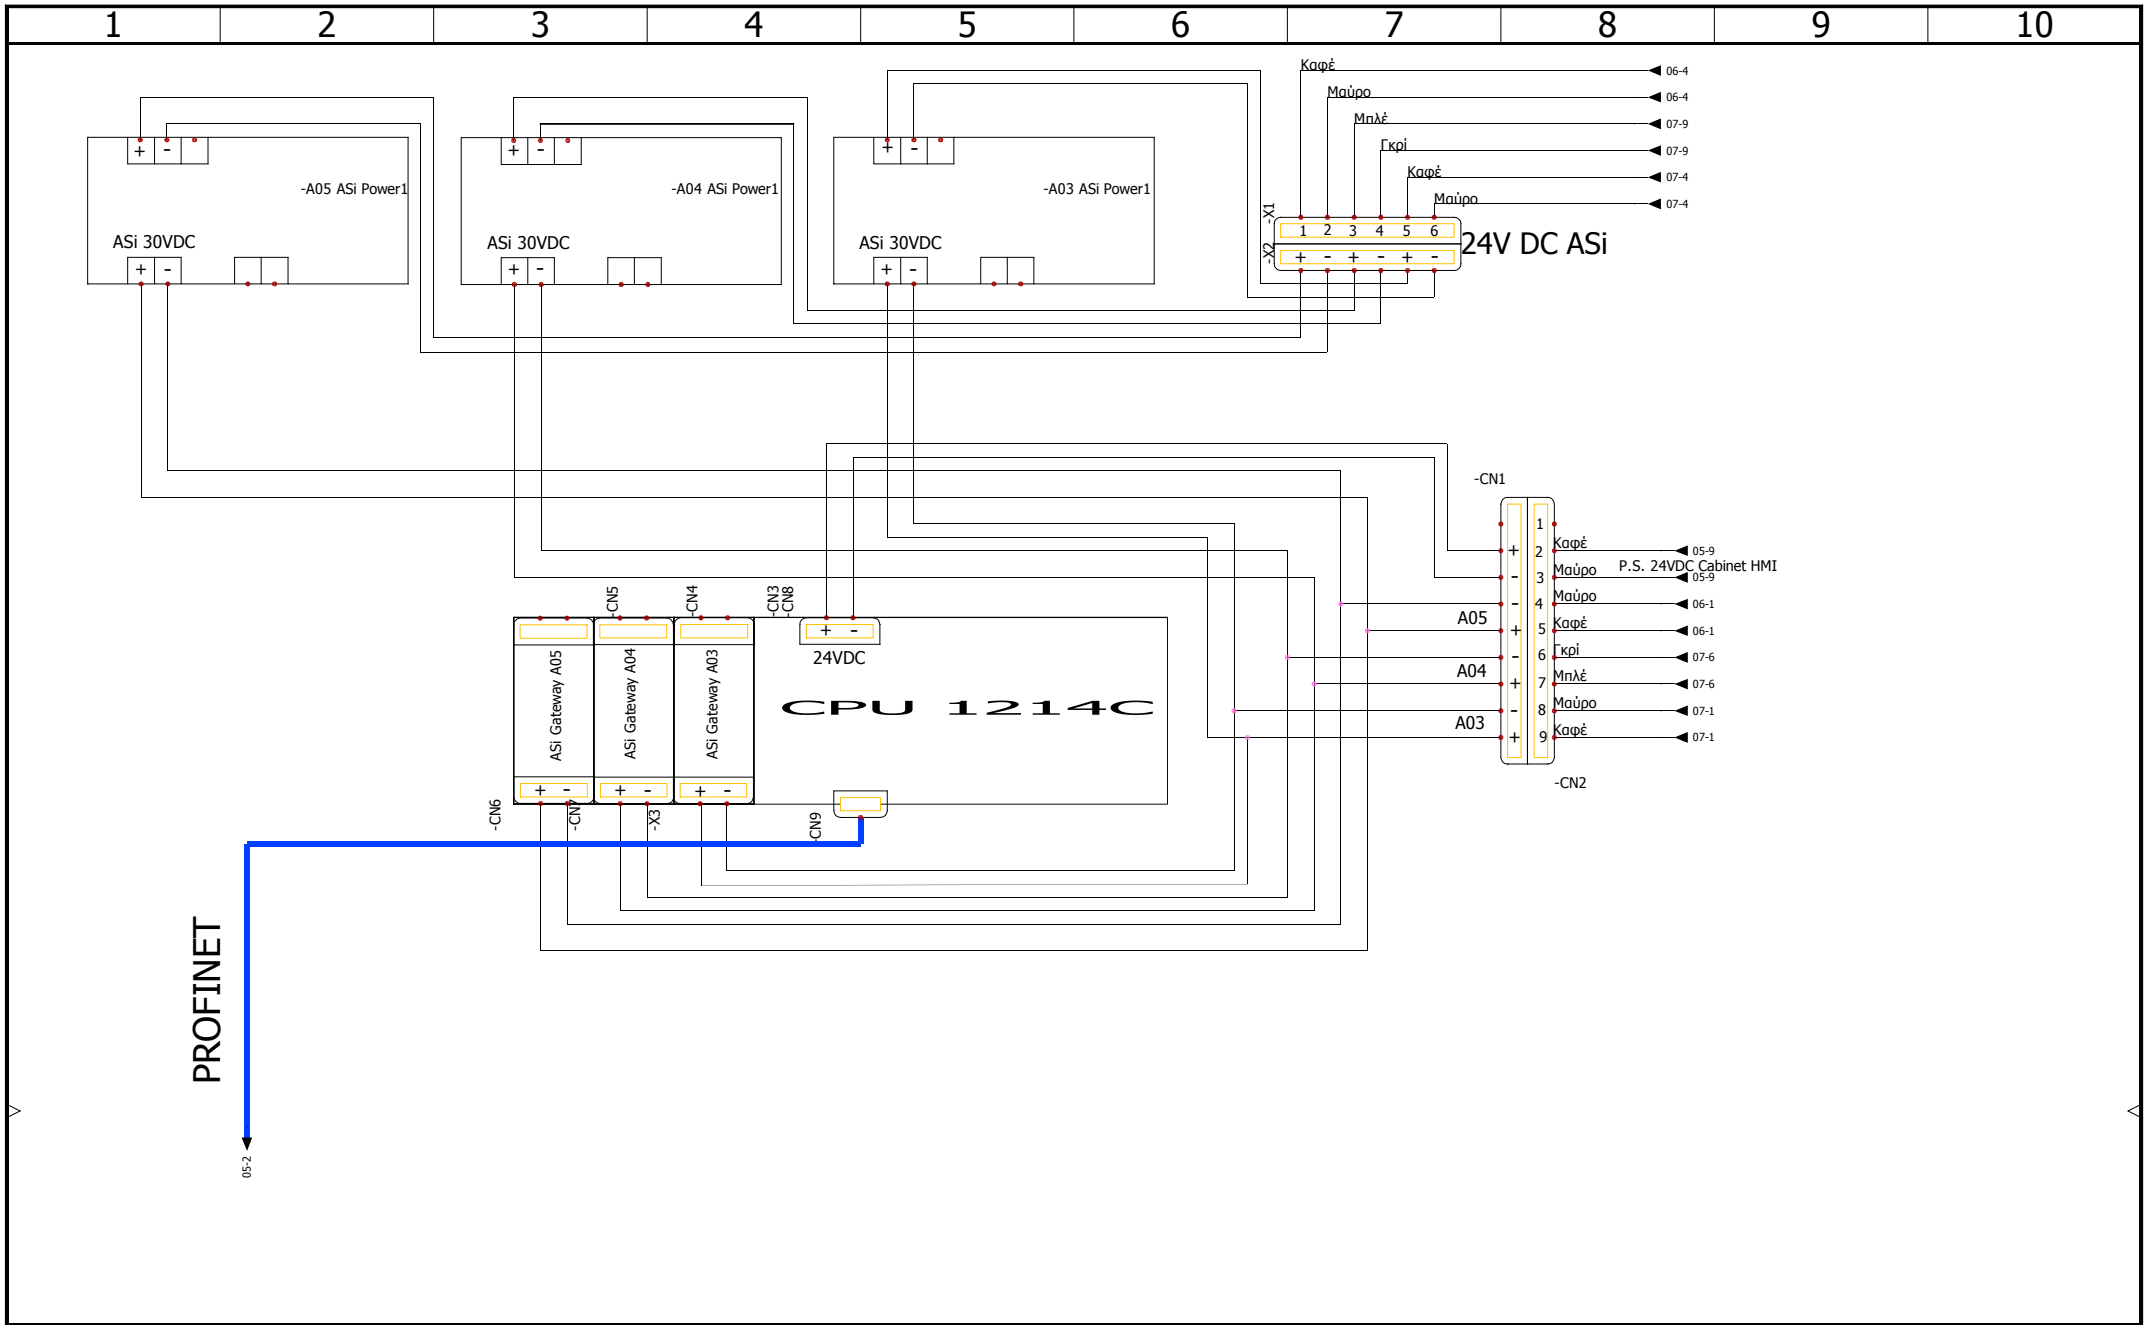 1 2 3 4 5 6 7 8 9 10
Καφέ 06-4
Μαύρο 06-4
Μπλέ 07-9
Γκρί 07-9
Καφέ 07-4
Μαύρο 07-4
+ -
-A05 ASi Power1
ASi 30VDC
+ -
+ -
-A04 ASi Power1
ASi 30VDC
+ -
+ -
-A03 ASi Power1
ASi 30VDC
+ -
-X1
1 2 3 4 5 6
-X2
+ - + - + -
24V DC ASi
-CN1
1
+ 2 Καφέ 05-9
P.S. 24VDC Cabinet HMI
- 3 Μαύρο 05-9
- 4 Μαύρο 06-1
A05
+ 5 Καφέ 06-1
- 6 Γκρί 07-6
A04
+ 7 Μπλέ 07-6
- 8 Μαύρο 07-1
A03
+ 9 Καφέ 07-1
-CN2
-CN5
-CN4
-CN3
-CN8
+ -
24VDC
ASi Gateway A05
ASi Gateway A04
ASi Gateway A03
CPU 1214C
+ - + - + -
-CN6
-CN7
-X3
-CN9
PROFINET
05-2